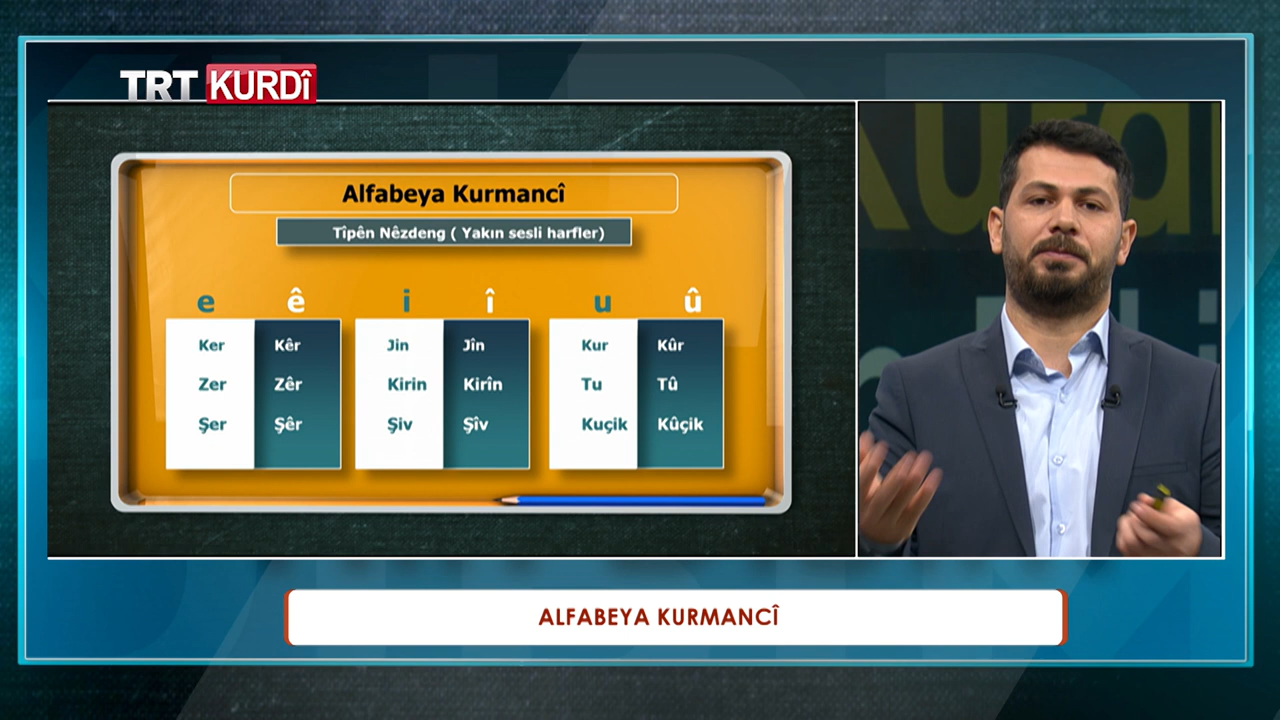 TRT KURDÎ
Alfabeya Kurmancî
Tîpên Nêzdeng ( Yakın sesli harfler)
e ê i î u û
Ker Kêr Jin Jîn Kur Kûr
Zer Zêr Kirin Kirîn Tu Tû
Şer Şêr Şiv Şîv Kuçik Kûçik
ALFABEYA KURMANCÎ